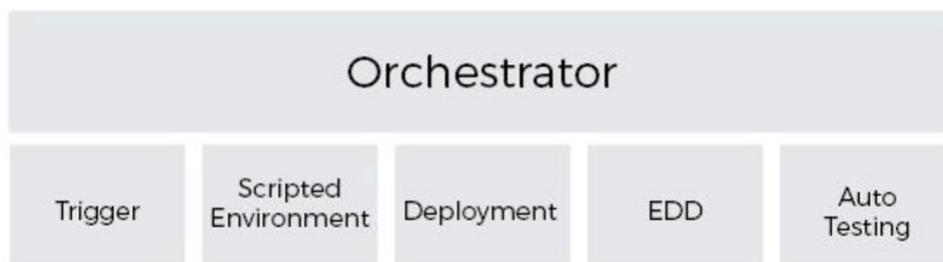 Orchestrator
Trigger
Scripted
Environment
Deployment
EDD
Auto
Testing